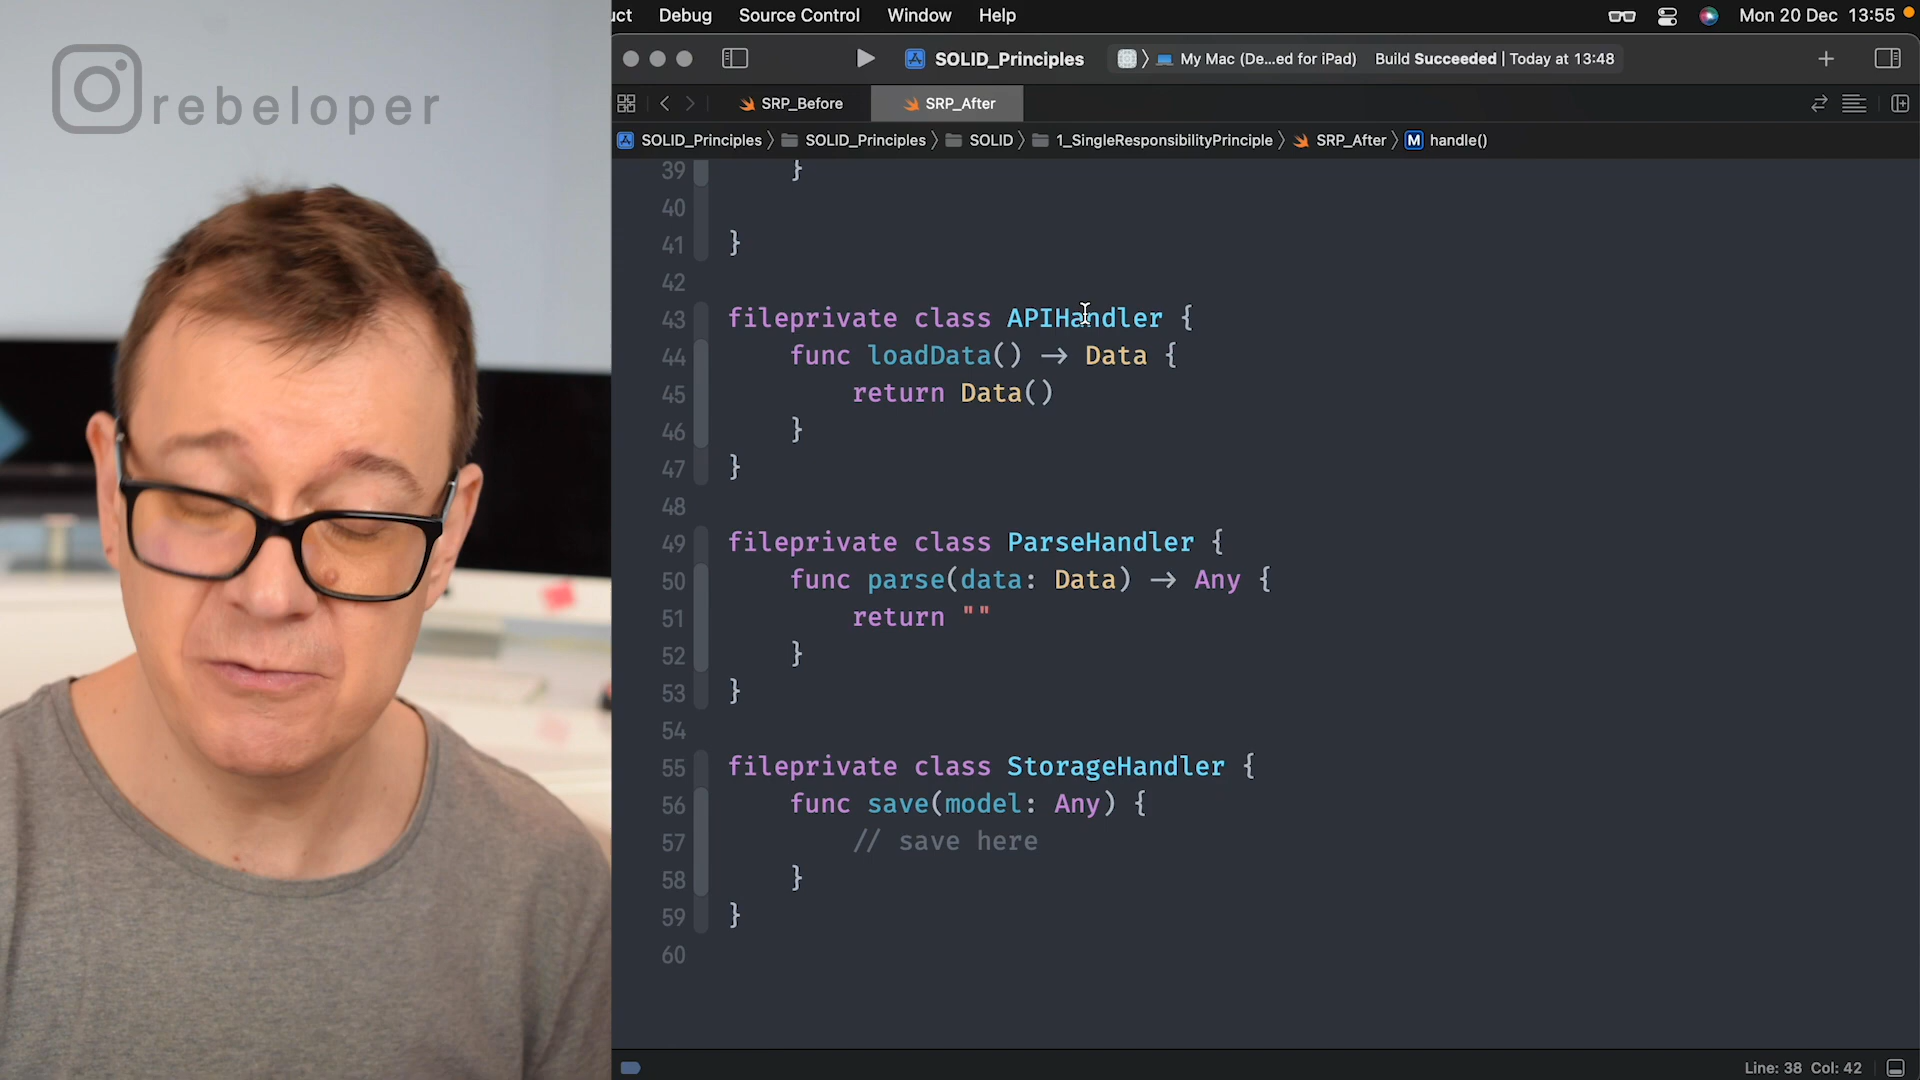 rebeloper
uct Debug Source Control Window Help Mon 20 Dec 13:55
SOLID_Principles My Mac (De...ed for iPad) Build Succeeded | Today at 13:48
SRP_Before SRP_After
SOLID_Principles SOLID_Principles SOLID 1_SingleResponsibilityPrinciple SRP_After M handle()
39 }
40
41 }
42
43 fileprivate class APIHandler {
44 func loadData() -> Data {
45 return Data()
46 }
47 }
48
49 fileprivate class ParseHandler {
50 func parse(data: Data) -> Any {
51 return ""
52 }
53 }
54
55 fileprivate class StorageHandler {
56 func save(model: Any) {
57 // save here
58 }
59 }
60
Line: 38 Col: 42